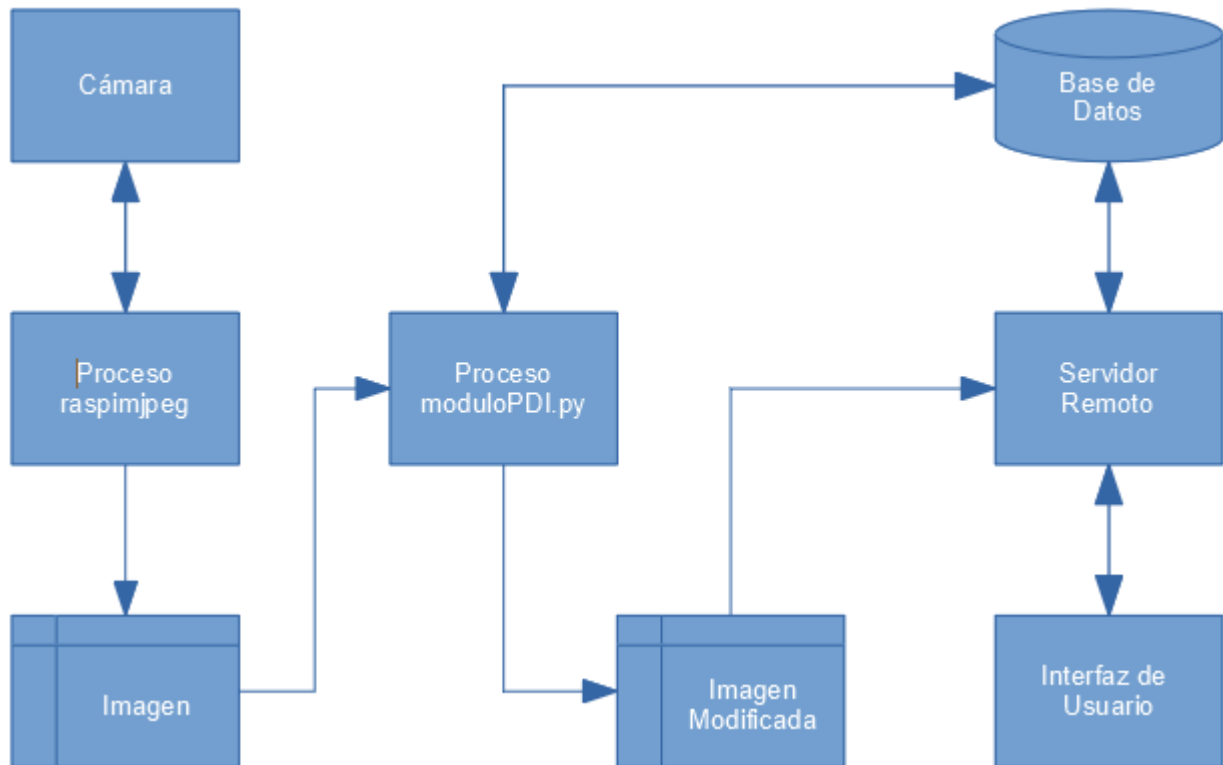 Cámara
Base de
Datos
Proceso
raspimjpeg
Proceso
moduloPDI.py
Servidor
Remoto
Imagen
Imagen
Modificada
Interfaz de
Usuario